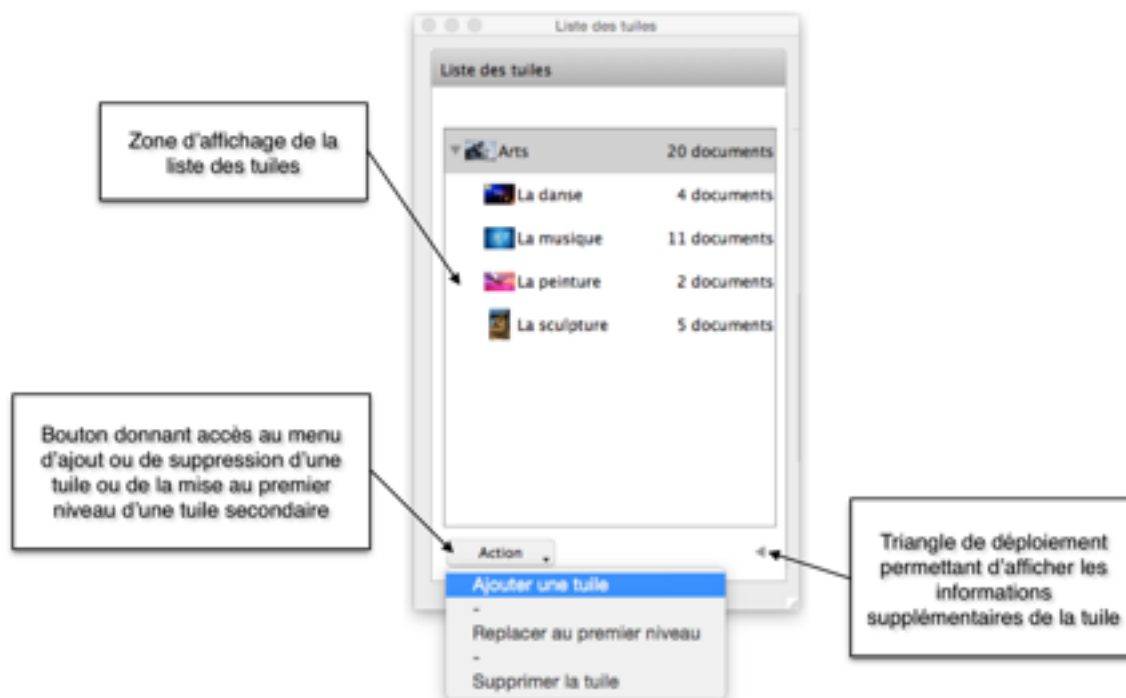 Liste des tuiles
Liste des tuiles
Zone d'affichage de la
liste des tuiles
Arts 20 documents
La danse 4 documents
La musique 11 documents
La peinture 2 documents
La sculpture 5 documents
Bouton donnant accès au menu
d'ajout ou de suppression d'une
tuile ou de la mise au premier
niveau d'une tuile secondaire
Action
Ajouter une tuile
-
Replacer au premier niveau
-
Supprimer la tuile
Triangle de déploiement
permettant d'afficher les
informations
supplémentaires de la tuile